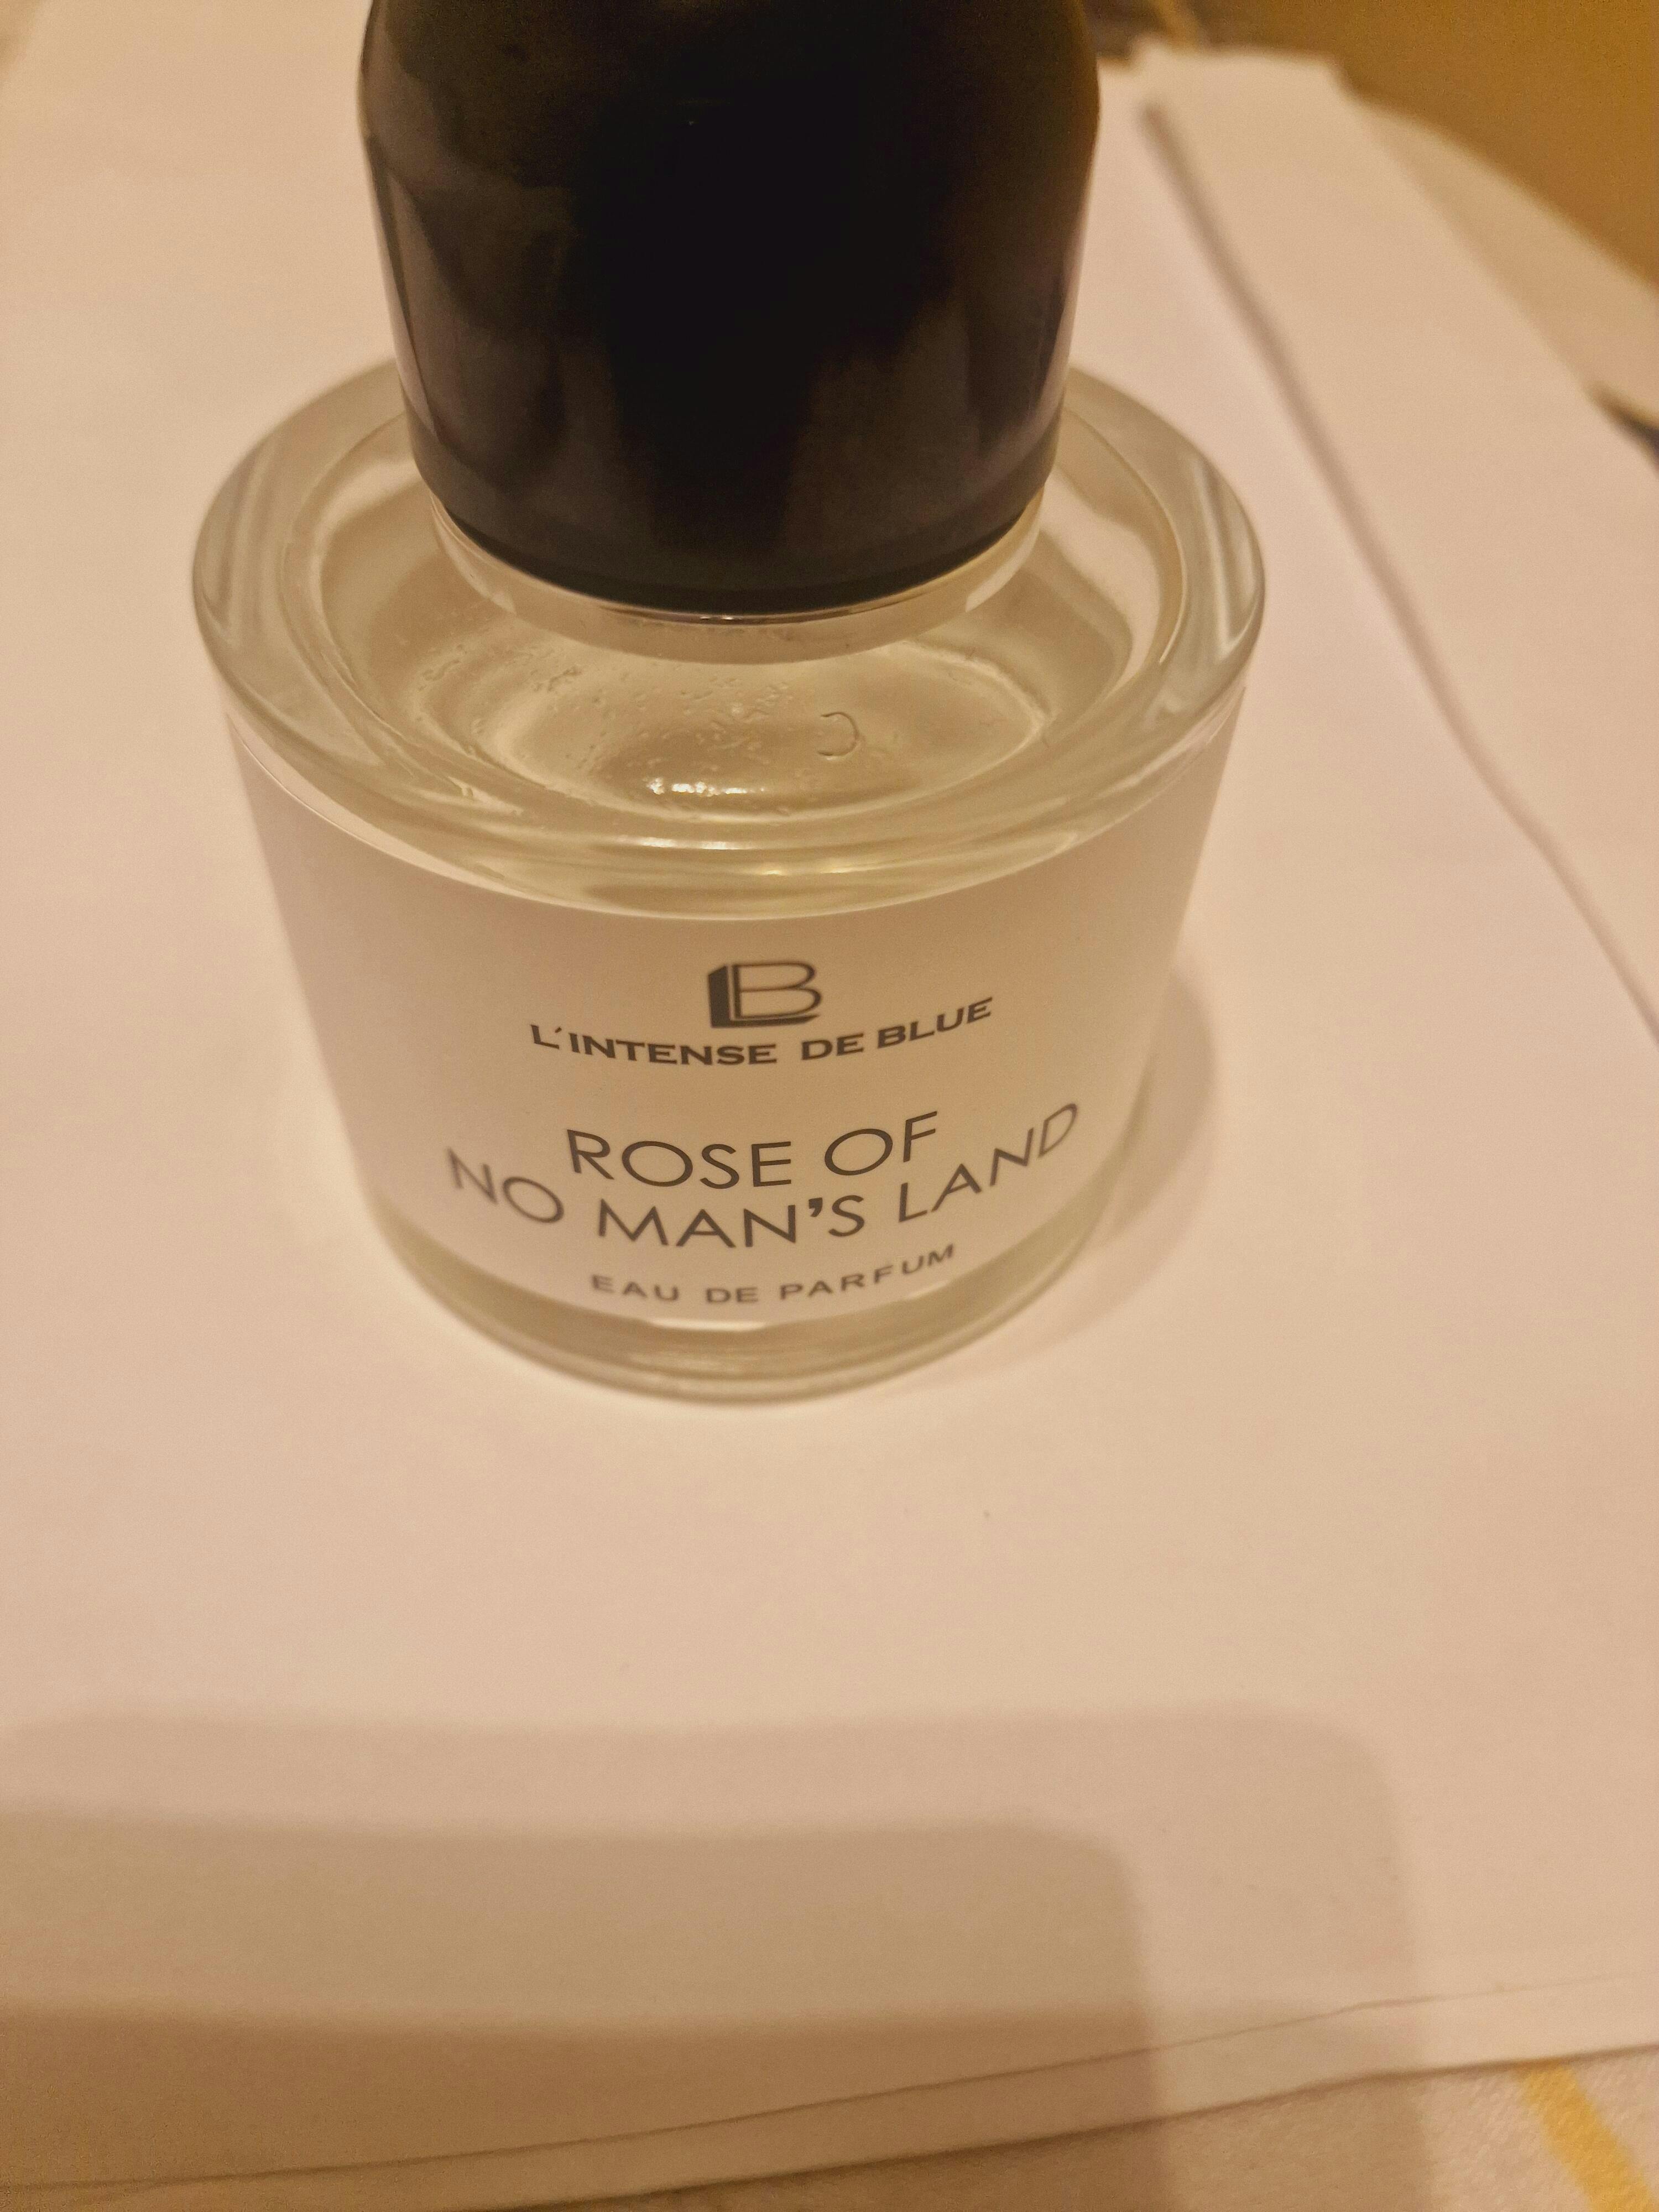 LB
L'INTENSE DE BLUE
ROSE OF
NO MAN'S LAND
EAU DE PARFUM